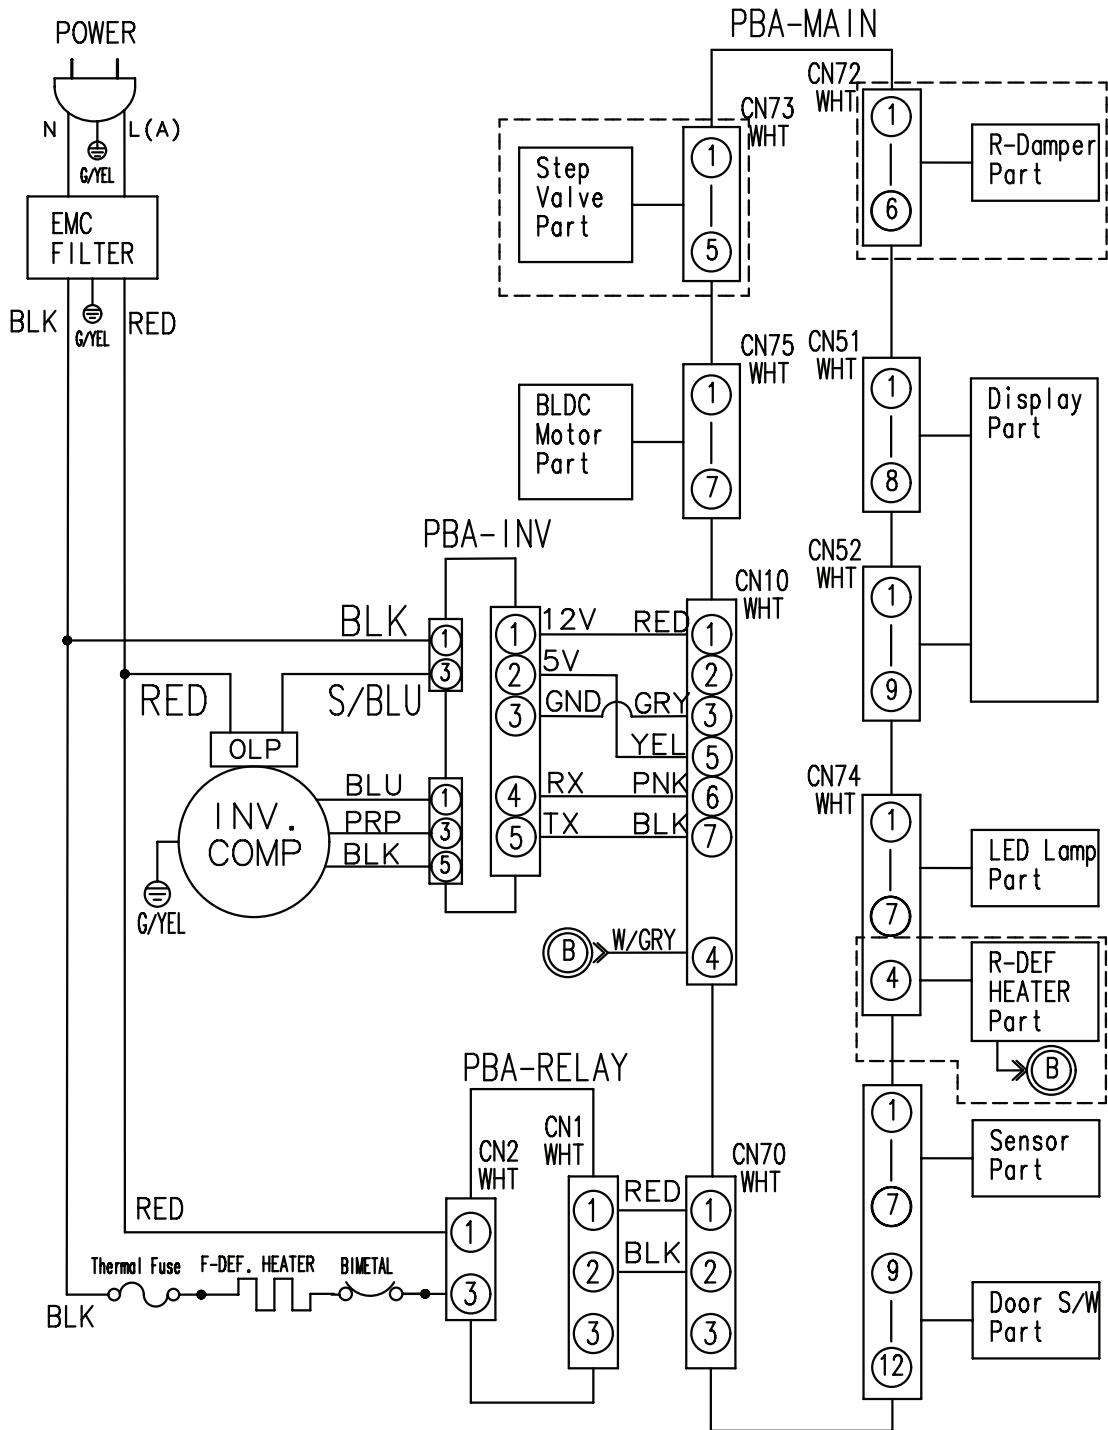 POWER
N
L(A)
G/YEL
EMC
FILTER
BLK
G/YEL
RED
PBA-MAIN
CN73
WHT
1
5
Step
Valve
Part
CN72
WHT
1
6
R-Damper
Part
CN75
WHT
1
7
BLDC
Motor
Part
CN51
WHT
1
8
Display
Part
CN52
WHT
1
9
PBA-INV
BLK
1
3
RED
S/BLU
OLP
INV.
COMP
G/YEL
BLU
1
PRP
3
BLK
5
1
12V
RED
2
5V
3
GND
GRY
YEL
4
RX
PNK
5
TX
BLK
CN10
WHT
1
2
3
5
6
7
4
B
W/GRY
CN74
WHT
1
7
4
LED Lamp
Part
R-DEF
HEATER
Part
B
1
7
9
12
Sensor
Part
Door S/W
Part
PBA-RELAY
CN2
WHT
1
3
CN1
WHT
1
2
3
RED
BLK
CN70
WHT
1
2
3
RED
Thermal Fuse
F-DEF. HEATER
BIMETAL
BLK